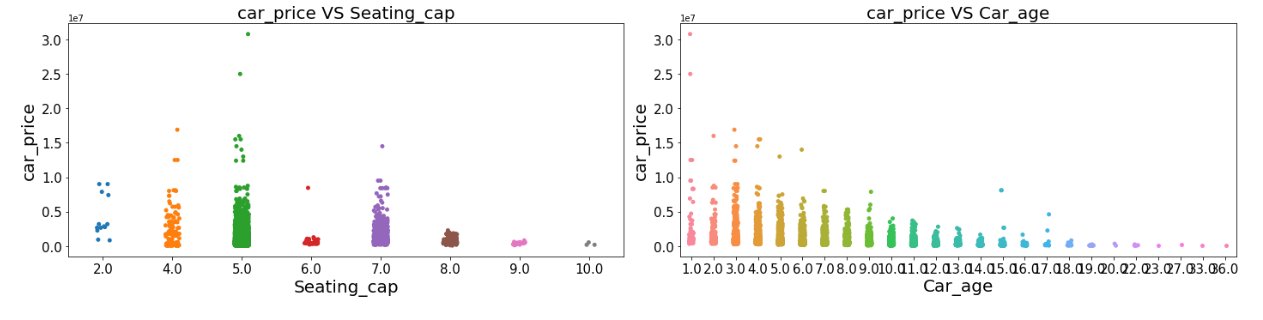 car_price VS Seating_cap
1e7
3.0
2.5
2.0
1.5
1.0
0.5
0.0
car_price
2.0 4.0 5.0 6.0 7.0 8.0 9.0 10.0
Seating_cap
car_price VS Car_age
1e7
3.0
2.5
2.0
1.5
1.0
0.5
0.0
car_price
1.0 2.0 3.0 4.0 5.0 6.0 7.0 8.0 9.0 10.0 11.0 12.0 13.0 14.0 15.0 16.0 17.0 18.0 19.0 20.0 22.0 23.0 27.0 33.0 36.0
Car_age